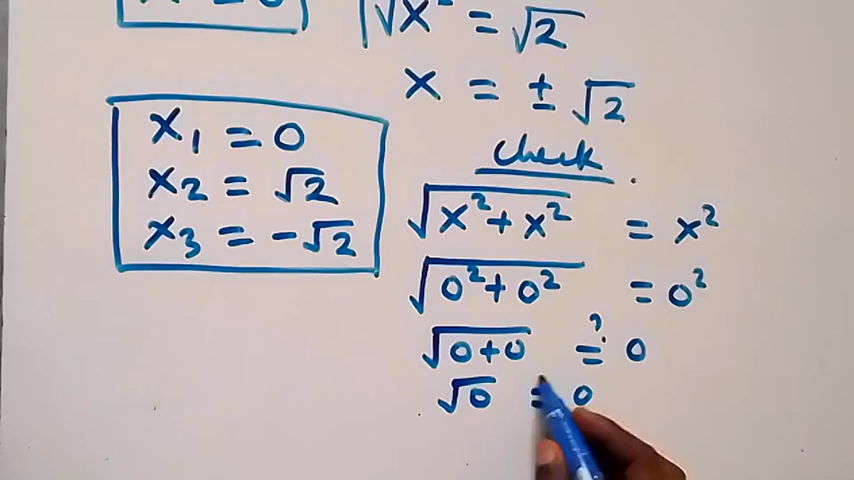 √x² = √2
x = ± √2
x₁ = 0
x₂ = √2
x₃ = -√2
check
√x²+x² = x²
√0²+0² = 0²
√0+0 ≟ 0
√0 = 0